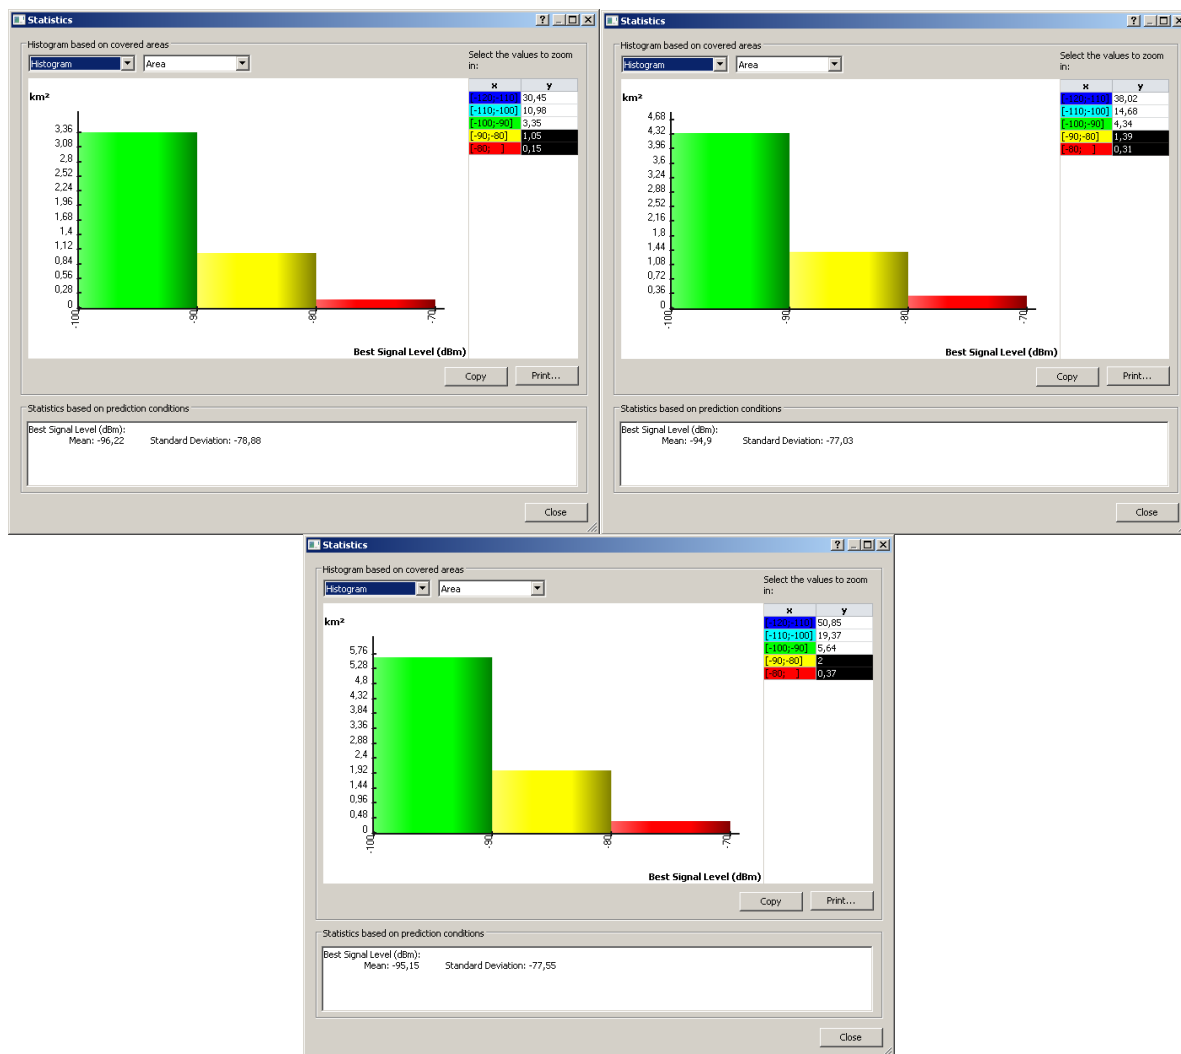 Statistics
Histogram based on covered areas
Histogram
Area
Select the values to zoom
in:
km²
3,36
3,08
2,8
2,52
2,24
1,96
1,68
1,4
1,12
0,84
0,56
0,28
0
-100
-90
-80
-70
Best Signal Level (dBm)
x y
[-120;-110] 30,45
[-110;-100] 10,98
[-100;-90] 3,35
[-90;-80] 1,05
[-80; ] 0,15
Copy
Print...
Statistics based on prediction conditions
Best Signal Level (dBm):
Mean: -96,22 Standard Deviation: -78,88
Close
Statistics
Histogram based on covered areas
Histogram
Area
Select the values to zoom
in:
km²
4,68
4,32
3,96
3,6
3,24
2,88
2,52
2,16
1,8
1,44
1,08
0,72
0,36
0
-100
-90
-80
-70
Best Signal Level (dBm)
x y
[-120;-110] 38,02
[-110;-100] 14,68
[-100;-90] 4,34
[-90;-80] 1,39
[-80; ] 0,31
Copy
Print...
Statistics based on prediction conditions
Best Signal Level (dBm):
Mean: -94,9 Standard Deviation: -77,03
Close
Statistics
Histogram based on covered areas
Histogram
Area
Select the values to zoom
in:
km²
5,76
5,28
4,8
4,32
3,84
3,36
2,88
2,4
1,92
1,44
0,96
0,48
0
-100
-90
-80
-70
Best Signal Level (dBm)
x y
[-120;-110] 50,85
[-110;-100] 19,37
[-100;-90] 5,64
[-90;-80] 2
[-80; ] 0,37
Copy
Print...
Statistics based on prediction conditions
Best Signal Level (dBm):
Mean: -95,15 Standard Deviation: -77,55
Close